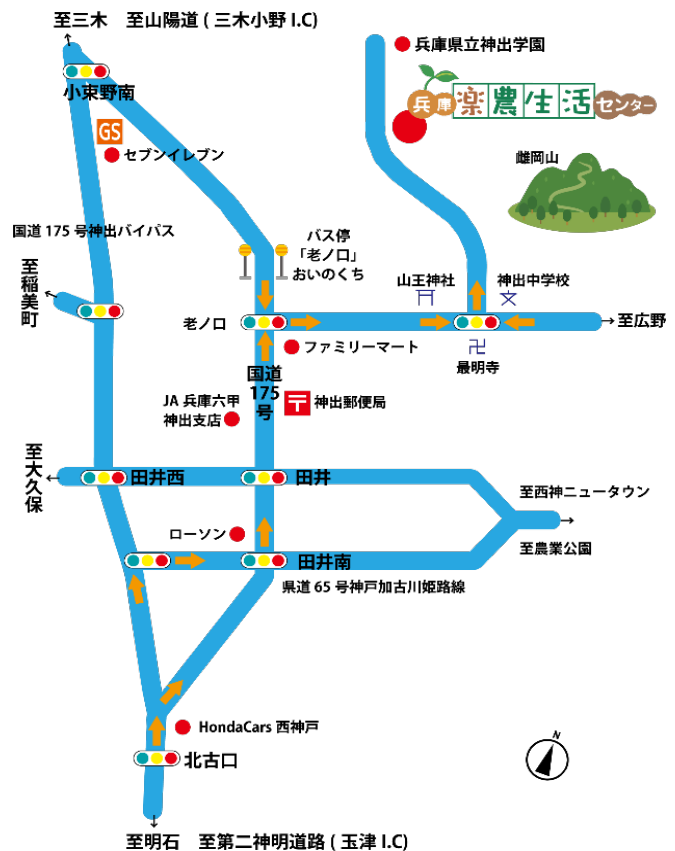 至三木　至山陽道 ( 三木小野 I.C)
兵庫県立神出学園
小束野南
兵庫楽農生活センター
GS
セブンイレブン
雌岡山
国道 175 号神出バイパス
バス停
「老ノ口」
おいのくち
至稲美町
山王神社
神出中学校
老ノ口
至広野
ファミリーマート
最明寺
国道
175
号
JA 兵庫六甲
神出支店
〒
神出郵便局
至大久保
田井西
田井
至西神ニュータウン
ローソン
至農業公園
田井南
県道 65 号神戸加古川姫路線
HondaCars 西神戸
N
北古口
至明石　至第二神明道路 ( 玉津 I.C)